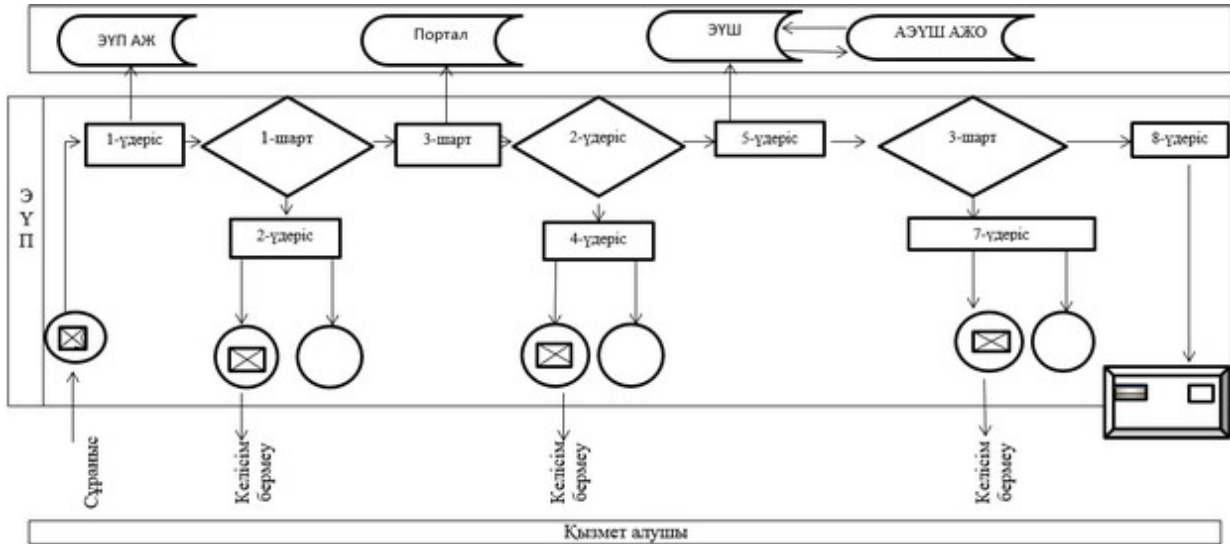 ЭҮП АЖ
Портал
ЭҮШ
АЭҮШ АЖО
1-үдеріс
1-шарт
3-шарт
2-үдеріс
5-үдеріс
3-шарт
8-үдеріс
Э
Ү
П
2-үдеріс
4-үдеріс
7-үдеріс
Сұраныс
Келісім
бермеу
Келісім
бермеу
Келісім
бермеу
Қызмет алушы